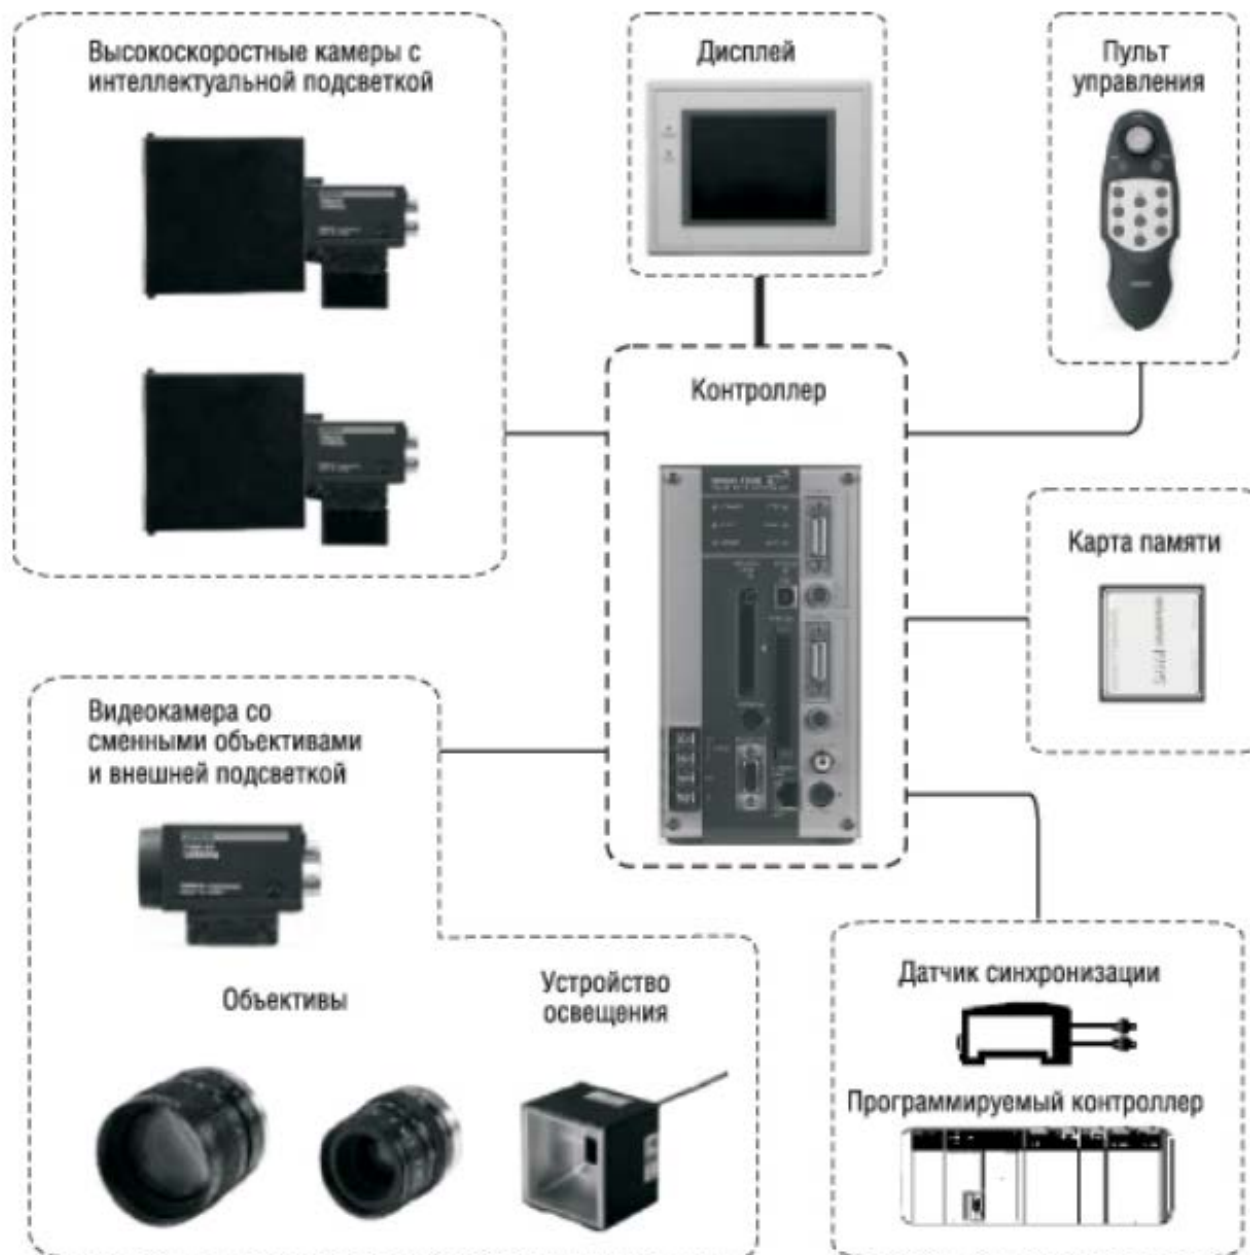 Высокоскоростные камеры с
интеллектуальной подсветкой
Дисплей
Пульт
управления
Контроллер
Карта памяти
Видеокамера со
сменными объективами
и внешней подсветкой
Объективы
Устройство
освещения
Датчик синхронизации
Программируемый контроллер